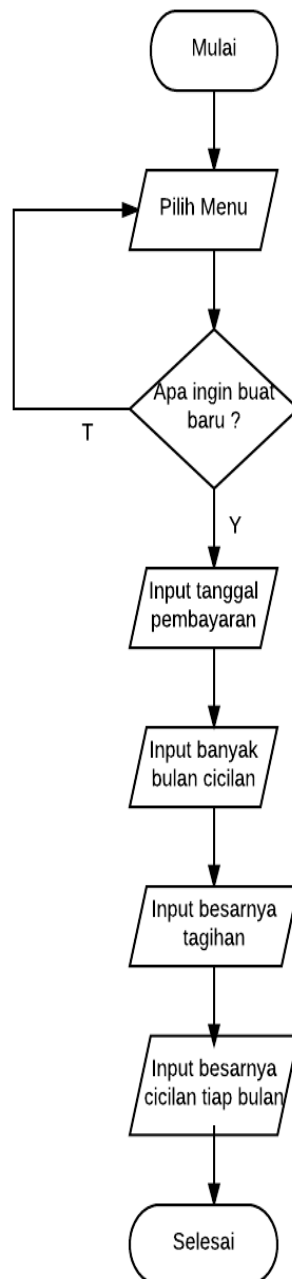 Mulai
Pilih Menu
Apa ingin buat
baru ?
T
Y
Input tanggal
pembayaran
Input banyak
bulan cicilan
Input besarnya
tagihan
Input besarnya
cicilan tiap bulan
Selesai